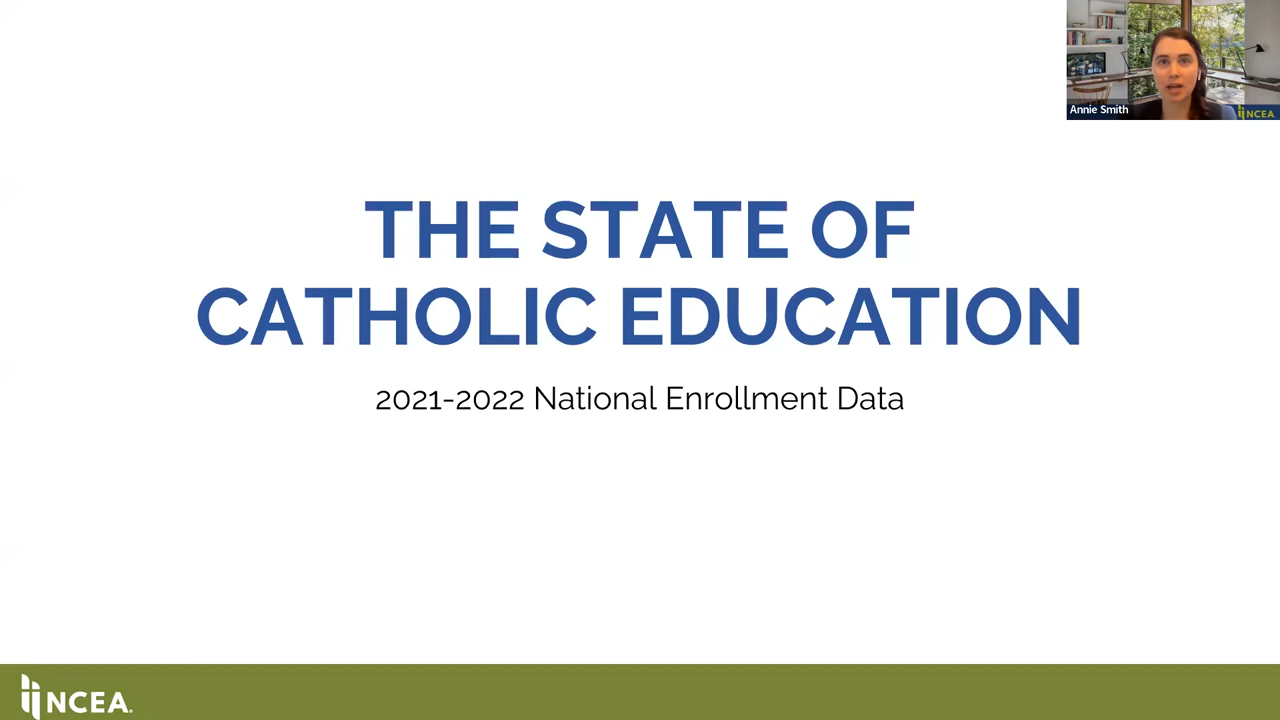 Annie Smith
NCEA
THE STATE OF
CATHOLIC EDUCATION
2021-2022 National Enrollment Data
NCEA.